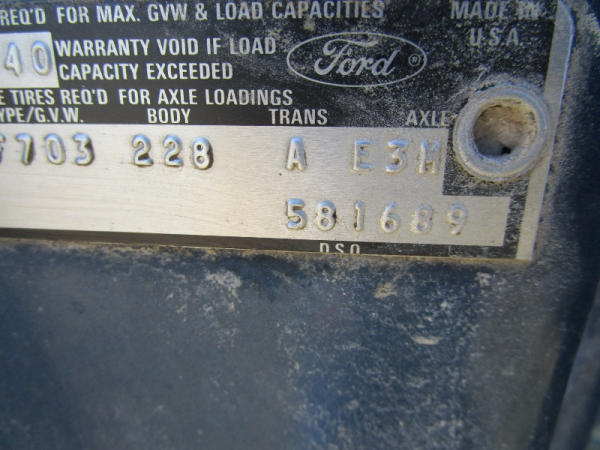 REQ'D FOR MAX. GVW & LOAD CAPACITIES
MADE IN
U.S.A.
40
WARRANTY VOID IF LOAD
CAPACITY EXCEEDED
Ford ®
E TIRES REQ'D FOR AXLE LOADINGS
YPE/G.V.W. BODY TRANS AXLE
F703 228 A E3M
581689
D.S.O.